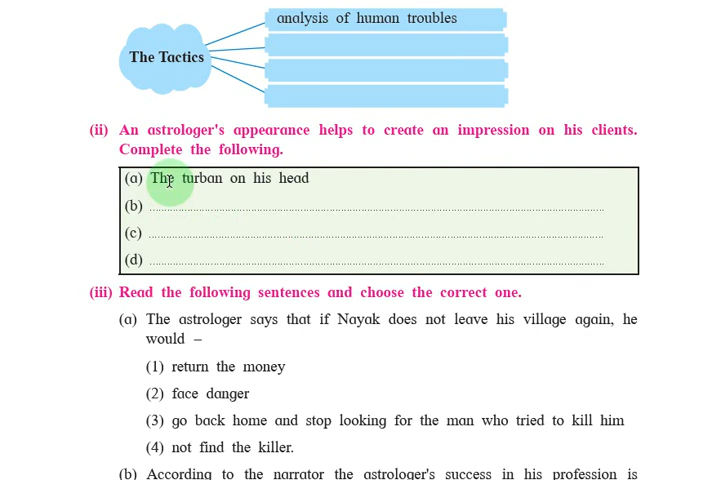 analysis of human troubles
The Tactics
(ii) An astrologer's appearance helps to create an impression on his clients.
Complete the following.
(a) The turban on his head
(b) ........................................................................
(c) ........................................................................
(d) ........................................................................
(iii) Read the following sentences and choose the correct one.
(a) The astrologer says that if Nayak does not leave his village again, he
would –
(1) return the money
(2) face danger
(3) go back home and stop looking for the man who tried to kill him
(4) not find the killer.
(b) According to the narrator the astrologer's success in his profession is